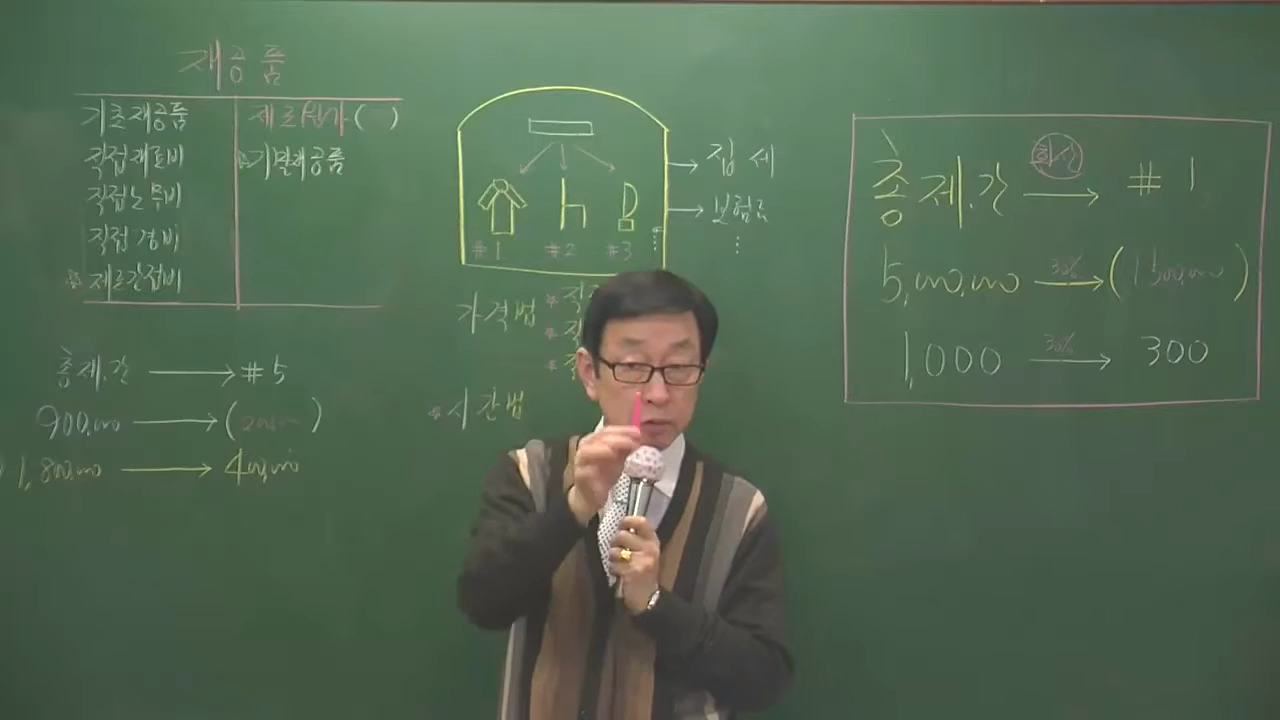 재공품
기초재공품 제조원가( )
직접재료비 기말재공품
직접노무비
직접경비
제조간접비
총제.간 → #5
900,000 → ( )
1,800,000 → 400,000
#1 #2 #3
→ 집세
→ 보험료
가격법
시간법
총제.간 → #1
5,000,000 30% → (1,500,000)
1,000 30% → 300